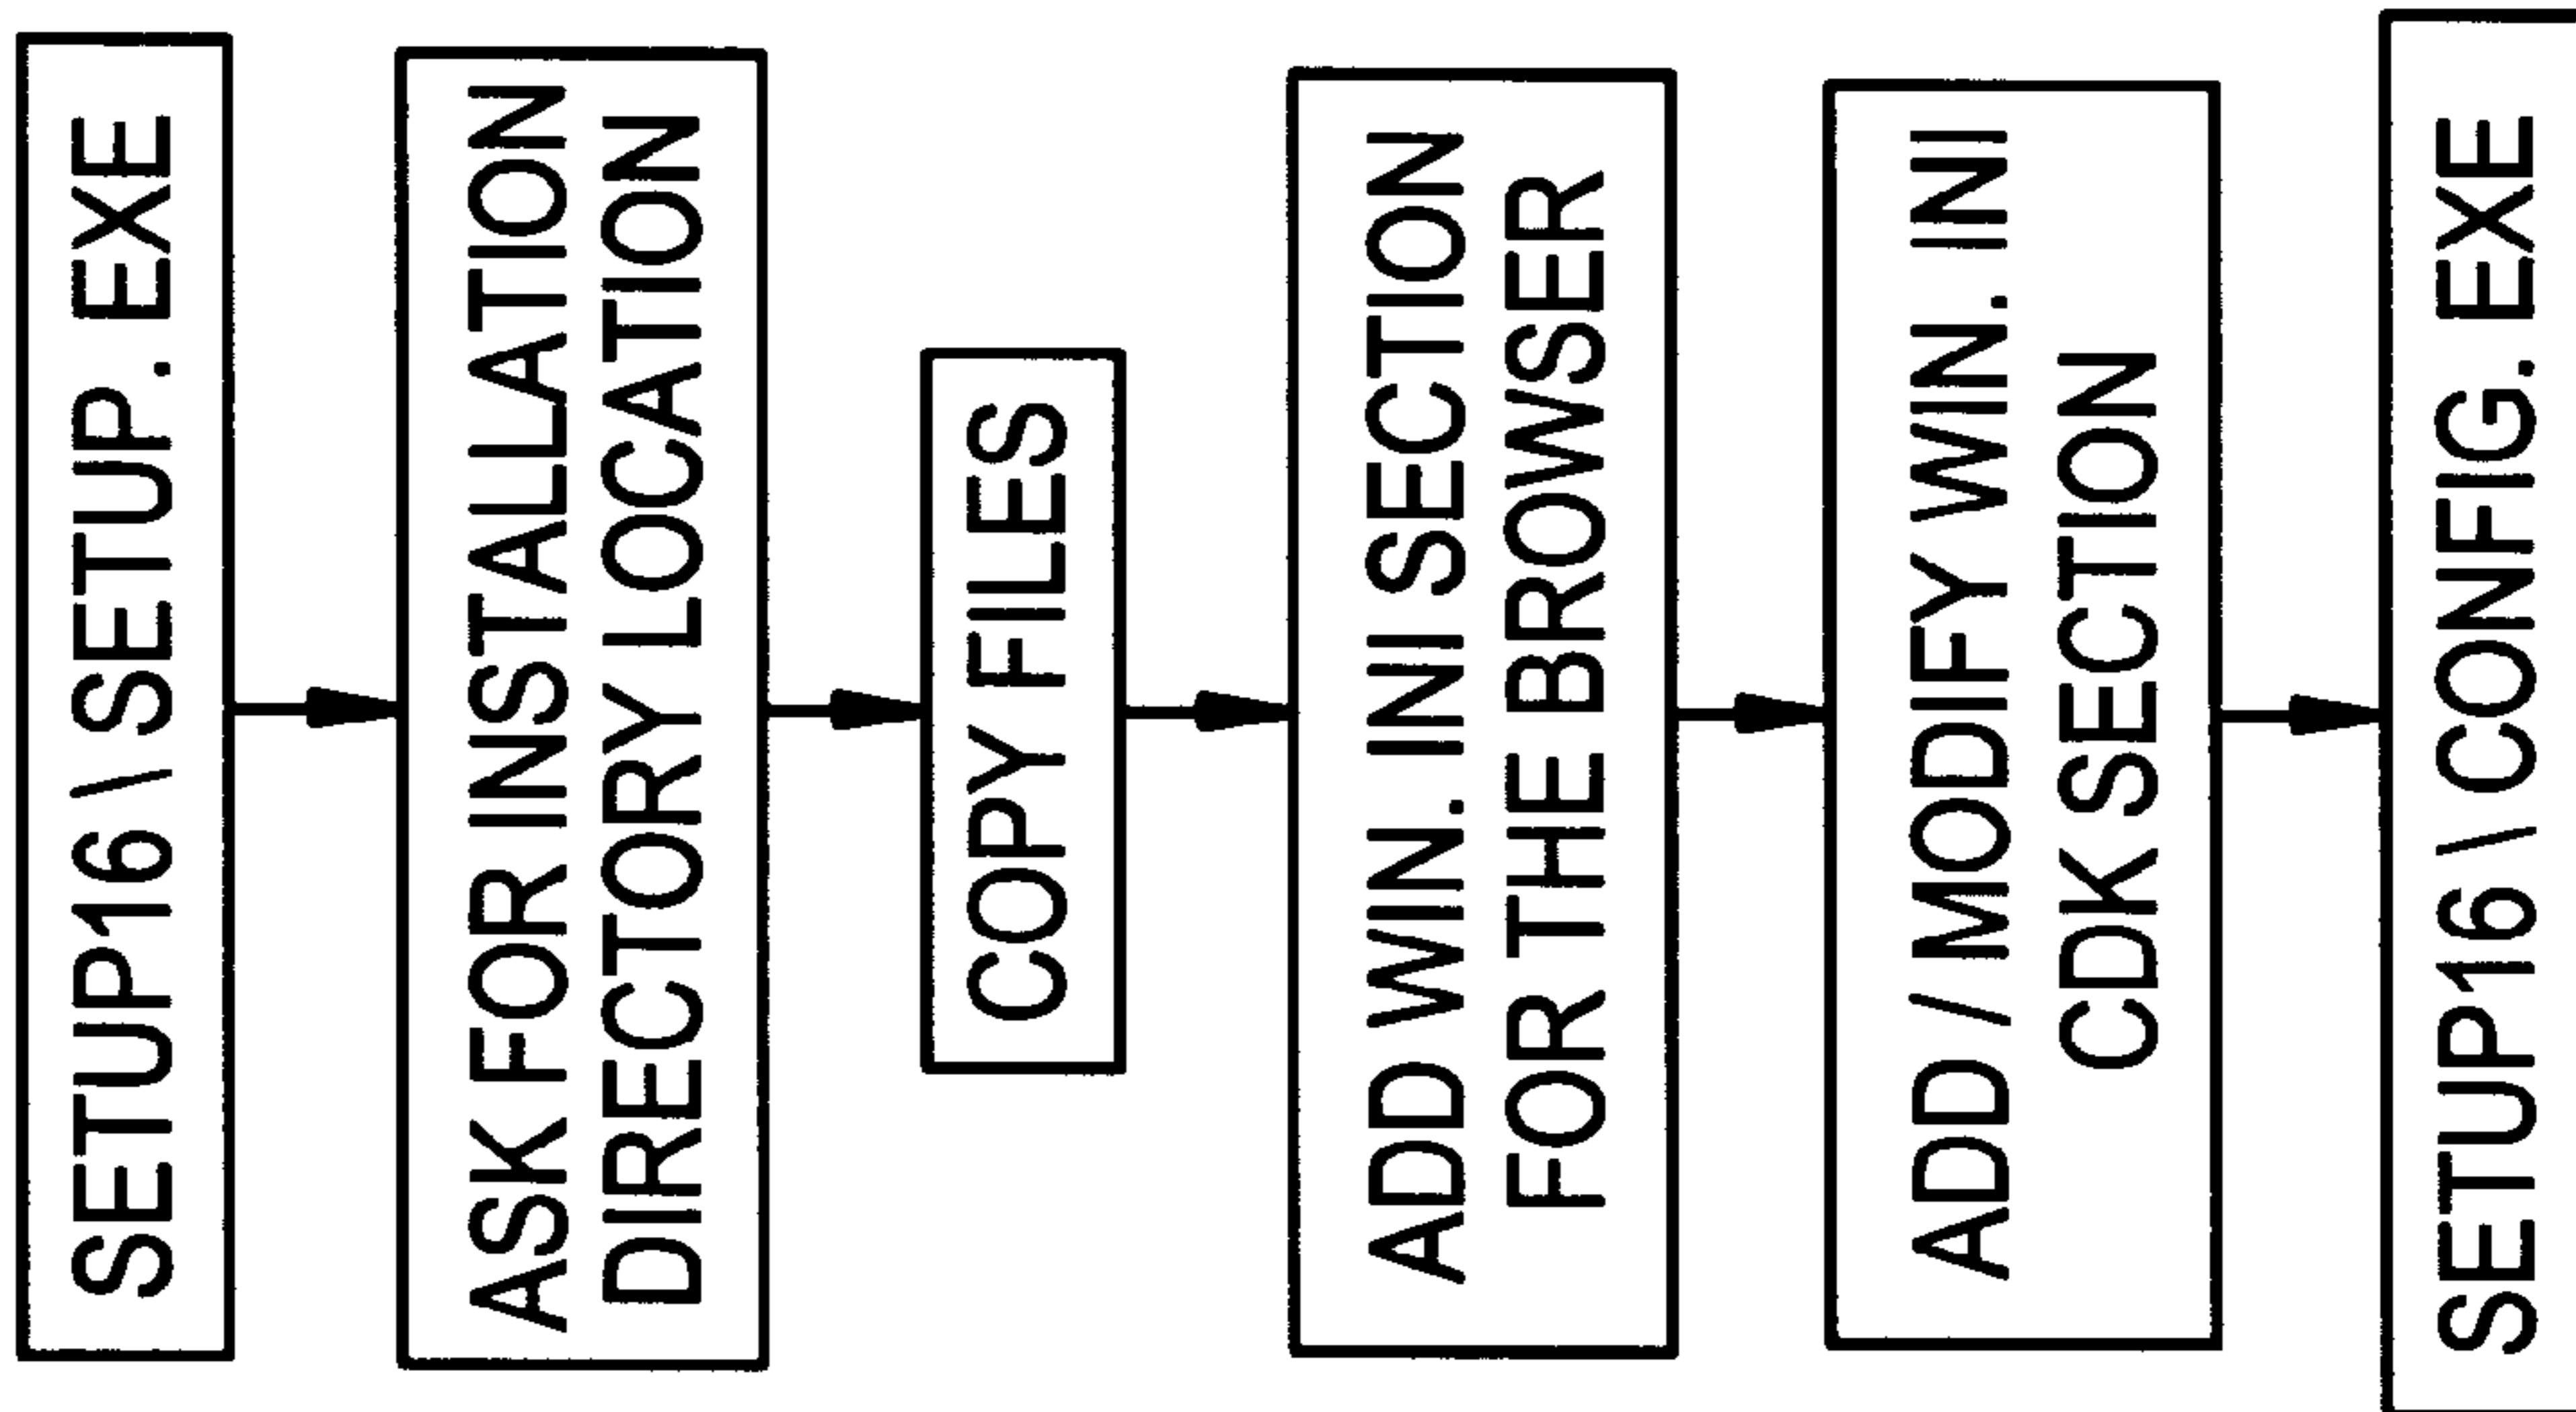 SETUP16 \ SETUP. EXE
ASK FOR INSTALLATION
DIRECTORY LOCATION
COPY FILES
ADD WIN. INI SECTION
FOR THE BROWSER
ADD / MODIFY WIN. INI
CDK SECTION
SETUP16 \ CONFIG. EXE